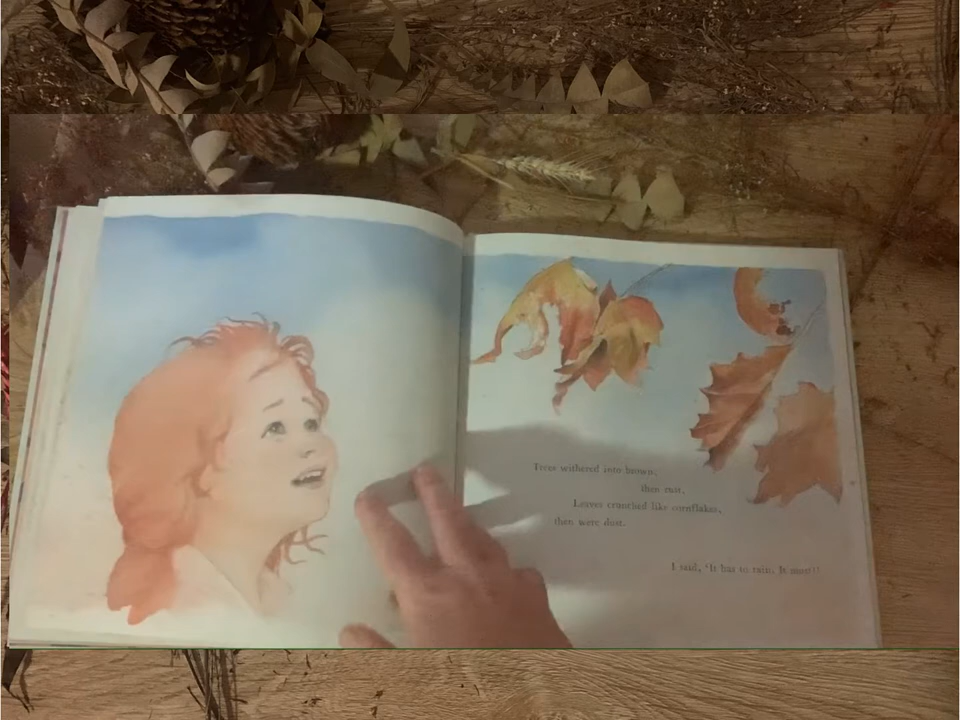 Trees withered into brown,
then rust.
Leaves crunched like cornflakes,
then were dust.
I said, 'It has to rain. It must!'